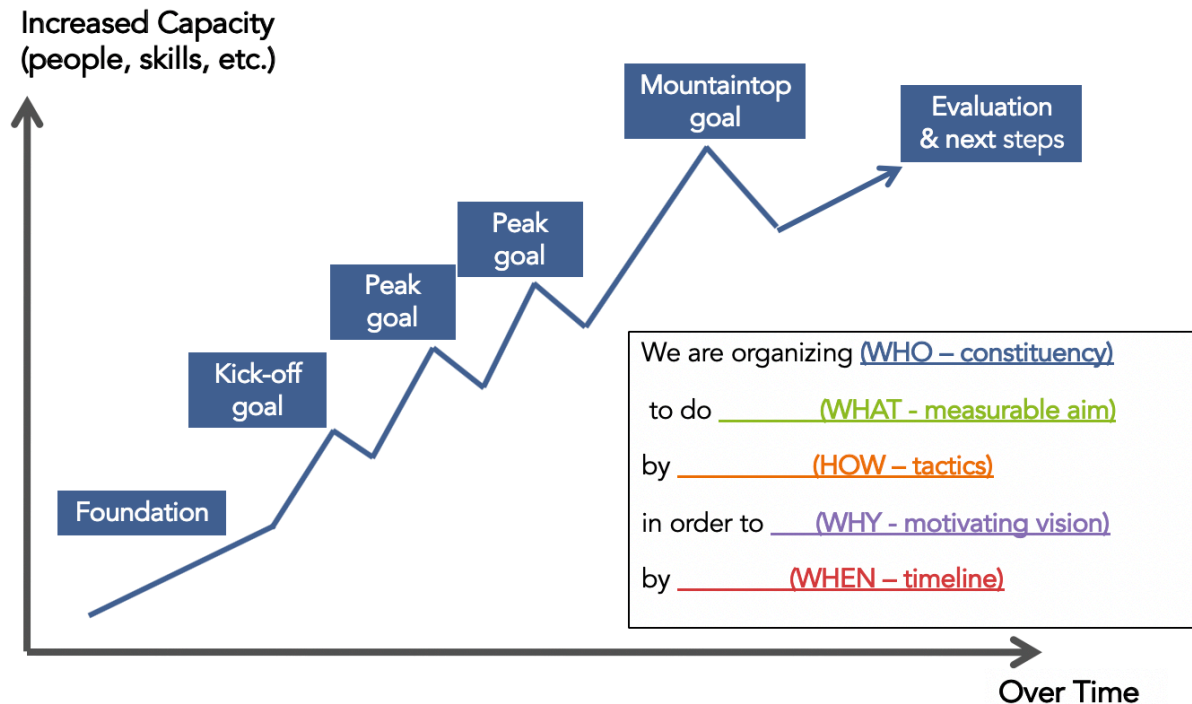 Increased Capacity
(people, skills, etc.)
Mountaintop
goal
Evaluation
& next steps
Peak
goal
Peak
goal
Kick-off
goal
Foundation
We are organizing (WHO – constituency)
to do _______(WHAT - measurable aim)
by __________(HOW – tactics)
in order to ___(WHY - motivating vision)
by ________(WHEN – timeline)
Over Time